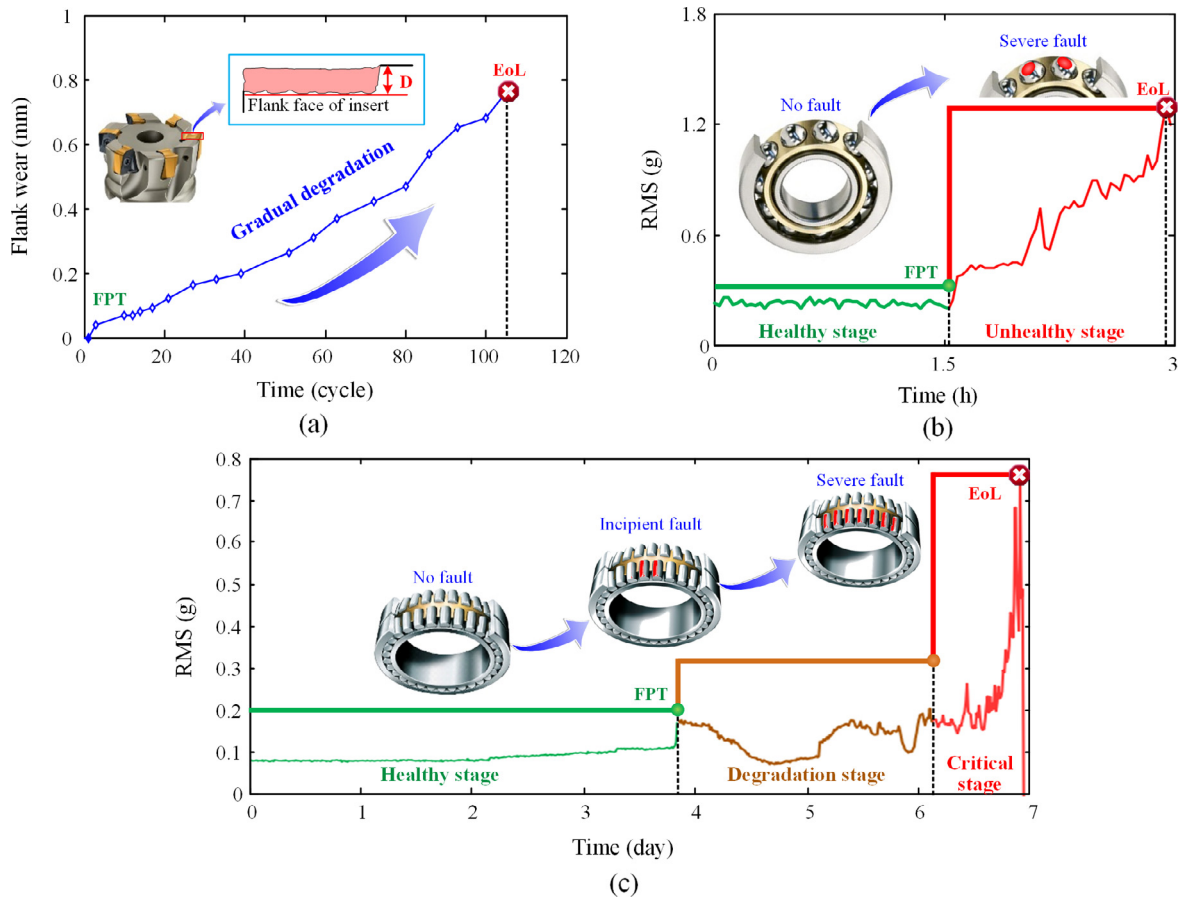 1
0.8
0.6
0.4
0.2
0
Flank wear (mm)
D
Flank face of insert
EoL
Gradual degradation
FPT
0
20
40
60
80
100
120
Time (cycle)
(a)
1.8
1.2
0.6
0
RMS (g)
No fault
Severe fault
EoL
FPT
Healthy stage
Unhealthy stage
0
1.5
3
Time (h)
(b)
0.8
0.7
0.6
0.5
0.4
0.3
0.2
0.1
0
RMS (g)
No fault
Incipient fault
Severe fault
EoL
FPT
Healthy stage
Degradation stage
Critical
stage
0
1
2
3
4
5
6
7
Time (day)
(c)